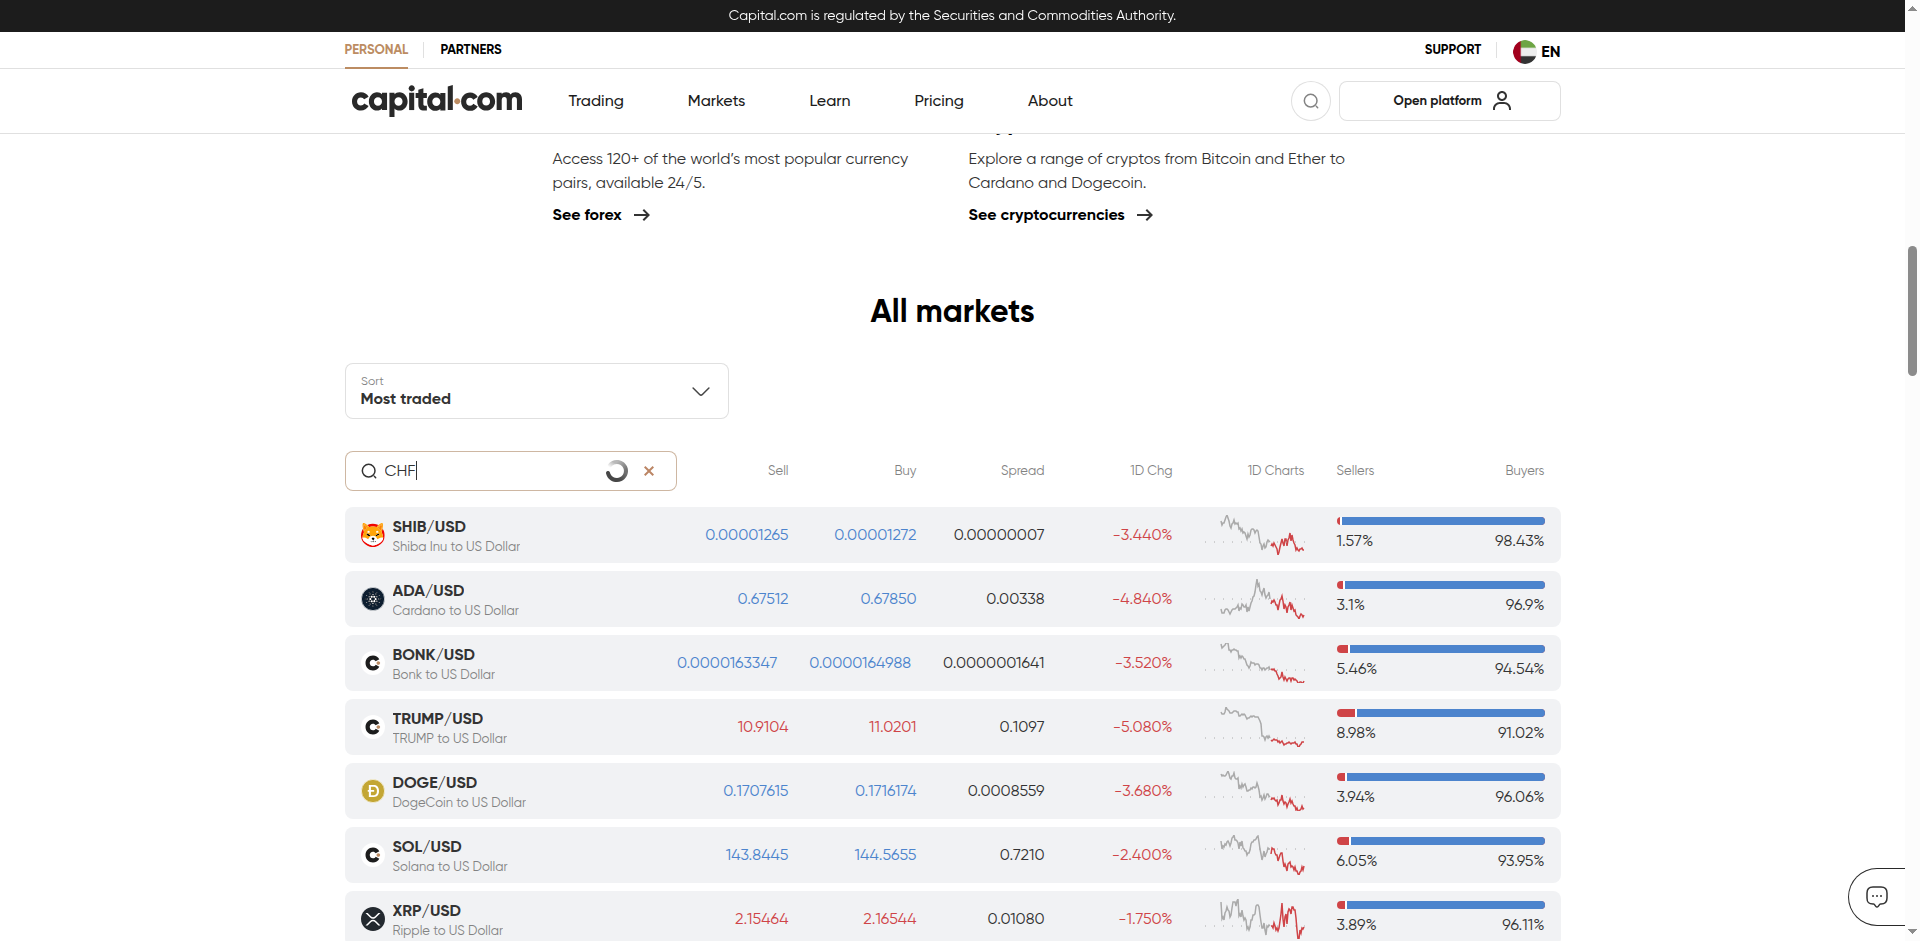 Capital.com is regulated by the Securities and Commodities Authority.
PERSONAL
PARTNERS
SUPPORT
EN
capital.com
Trading
Markets
Learn
Pricing
About
Open platform
Access 120+ of the world’s most popular currency
pairs, available 24/5.
See forex
Explore a range of cryptos from Bitcoin and Ether to
Cardano and Dogecoin.
See cryptocurrencies
All markets
Sort
Most traded
CHF
Sell Buy Spread 1D Chg 1D Charts Sellers Buyers
SHIB/USD
Shiba Inu to US Dollar
0.00001265 0.00001272 0.00000007 -3.440% 1.57% 98.43%
ADA/USD
Cardano to US Dollar
0.67512 0.67850 0.00338 -4.840% 3.1% 96.9%
BONK/USD
Bonk to US Dollar
0.0000163347 0.0000164988 0.0000001641 -3.520% 5.46% 94.54%
TRUMP/USD
TRUMP to US Dollar
10.9104 11.0201 0.1097 -5.080% 8.98% 91.02%
DOGE/USD
DogeCoin to US Dollar
0.1707615 0.1716174 0.0008559 -3.680% 3.94% 96.06%
SOL/USD
Solana to US Dollar
143.8445 144.5655 0.7210 -2.400% 6.05% 93.95%
XRP/USD
Ripple to US Dollar
2.15464 2.16544 0.01080 -1.750% 3.89% 96.11%